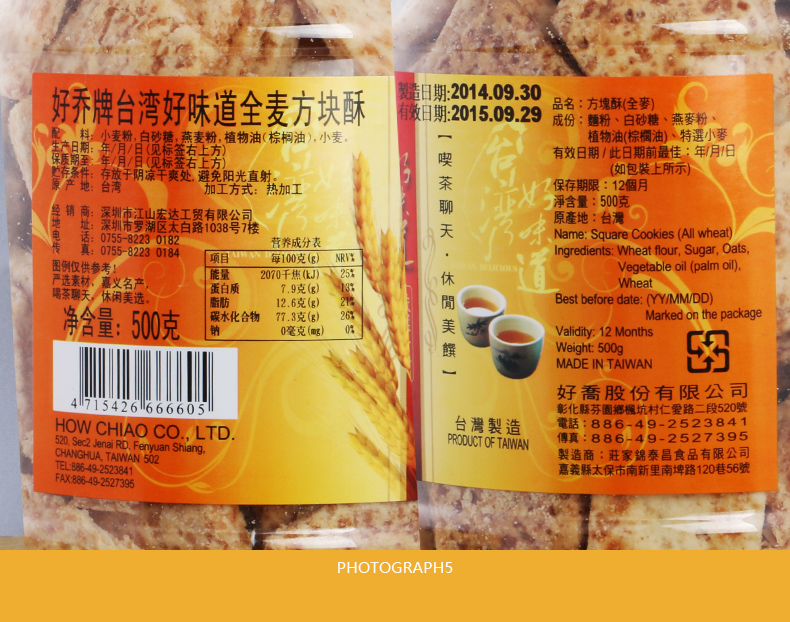 好乔牌台湾好味道全麦方块酥
配 料: 小麦粉, 白砂糖, 燕麦粉, 植物油(棕榈油), 小麦。
生产日期: 年/月/日(见标签右上方)
保质期至: 年/月/日(见标签右上方)
贮存条件: 存放于阴凉干爽处, 避免阳光直射。
原 产 地: 台湾 加工方式: 热加工
经 销 商: 深圳市江山宏达工贸有限公司
地 址: 深圳市罗湖区太白路1038号7楼
电 话: 0755-8223 0182
传 真: 0755-8223 0184
图例仅供参考!
严选素材, 嘉义名产,
喝茶聊天, 休闲美选。
净含量: 500克
营养成分表
项目 每100克(g) NRV%
能量 2070千焦(kJ) 25%
蛋白质 7.9克(g) 13%
脂肪 12.6克(g) 21%
碳水化合物 77.3克(g) 26%
钠 0毫克(mg) 0%
4 715426 666605
HOW CHIAO CO., LTD.
520, Sec2 Jenai RD, Fenyuan Shiang,
CHANGHUA, TAIWAN 502
TEL:886-49-2523841
FAX:886-49-2527395
製造日期:2014.09.30
有效日期:2015.09.29
【喫茶聊天·休閒美饌】
台灣好味道
台灣製造
PRODUCT OF TAIWAN
品名:方塊酥(全麥)
成份:麵粉、白砂糖、燕麥粉、
植物油(棕櫚油)、特選小麥
有效日期/此日期前最佳:年/月/日
(如包裝上所示)
保存期限:12個月
淨含量:500克
原產地:台灣
Name: Square Cookies (All wheat)
Ingredients: Wheat flour, Sugar, Oats,
Vegetable oil (palm oil),
Wheat
Best before date: (YY/MM/DD)
Marked on the package
Validity: 12 Months
Weight: 500g
MADE IN TAIWAN
好喬股份有限公司
彰化縣芬園鄉楓坑村仁愛路二段520號
電話:886-49-2523841
傳真:886-49-2527395
製造商:莊家錦泰昌食品有限公司
嘉義縣太保市南新里南埤路120巷56號
PHOTOGRAPH5